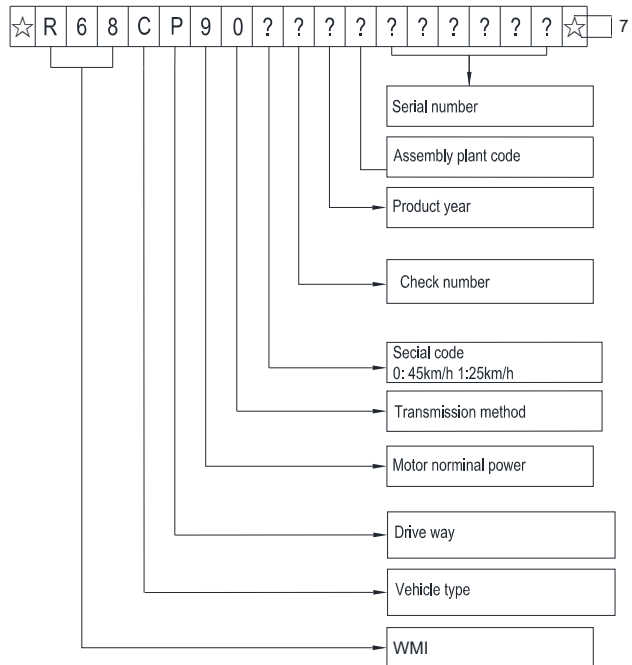 ☆ R 6 8 C P 9 0 ? ? ? ? ? ? ? ? ? ? ☆ 7
Serial number
Assembly plant code
Product year
Check number
Secial code
0: 45km/h 1:25km/h
Transmission method
Motor norminal power
Drive way
Vehicle type
WMI